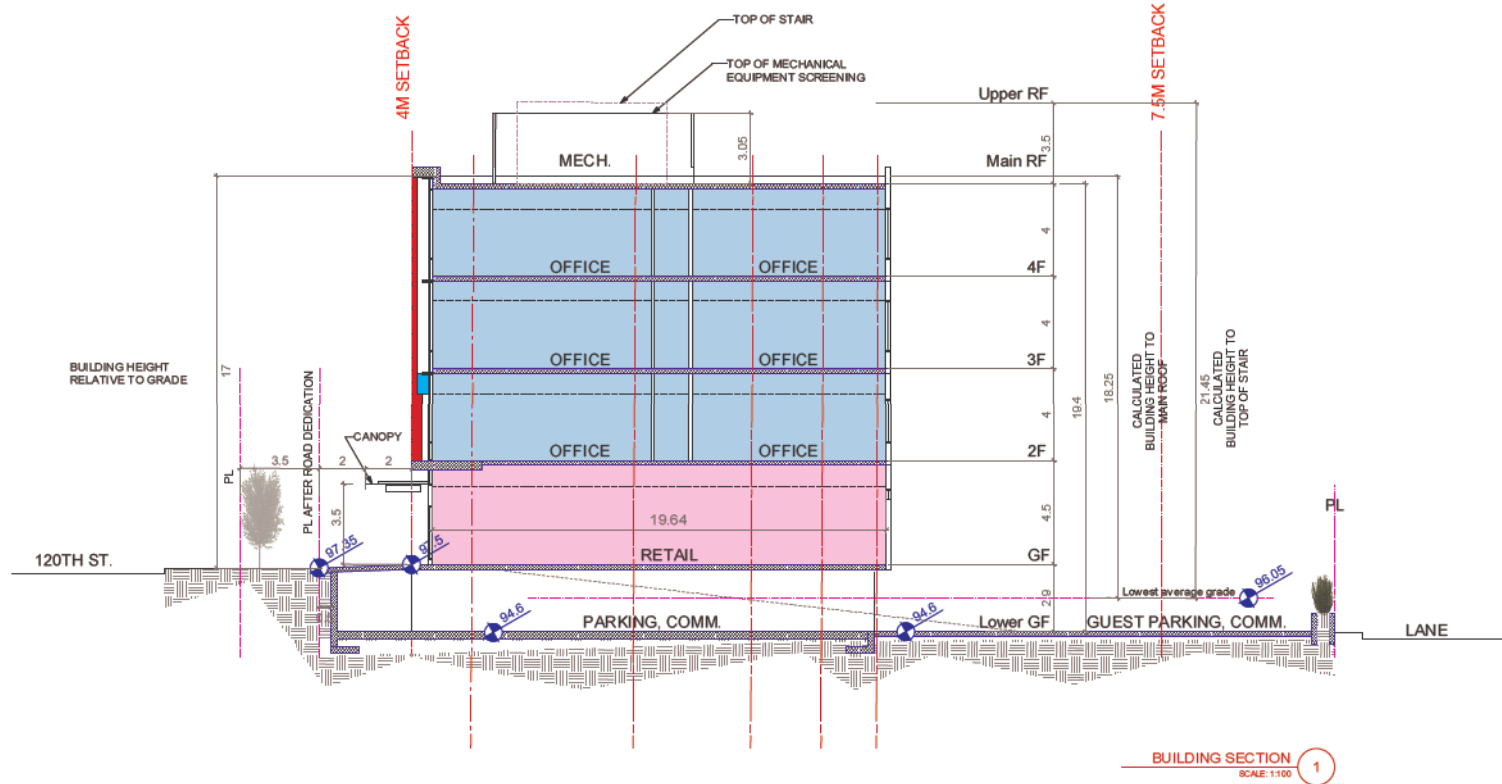 TOP OF STAIR
TOP OF MECHANICAL
EQUIPMENT SCREENING
4M SETBACK
7.5M SETBACK
Upper RF
3.5
3.05
MECH.
Main RF
4
OFFICE
OFFICE
4F
4
OFFICE
OFFICE
3F
BUILDING HEIGHT
RELATIVE TO GRADE
17
CALCULATED
BUILDING HEIGHT TO
MAIN ROOF
18.25
21.45
CALCULATED
BUILDING HEIGHT TO
TOP OF STAIR
19.4
4
CANOPY
OFFICE
OFFICE
2F
3.5
2
2
PL
PL AFTER ROAD DEDICATION
3.5
4.5
19.64
PL
97.35
97.5
RETAIL
GF
120TH ST.
Lowest average grade
96.05
2.9
94.6
PARKING, COMM.
94.6
Lower GF
GUEST PARKING, COMM.
LANE
BUILDING SECTION
SCALE: 1:100
1